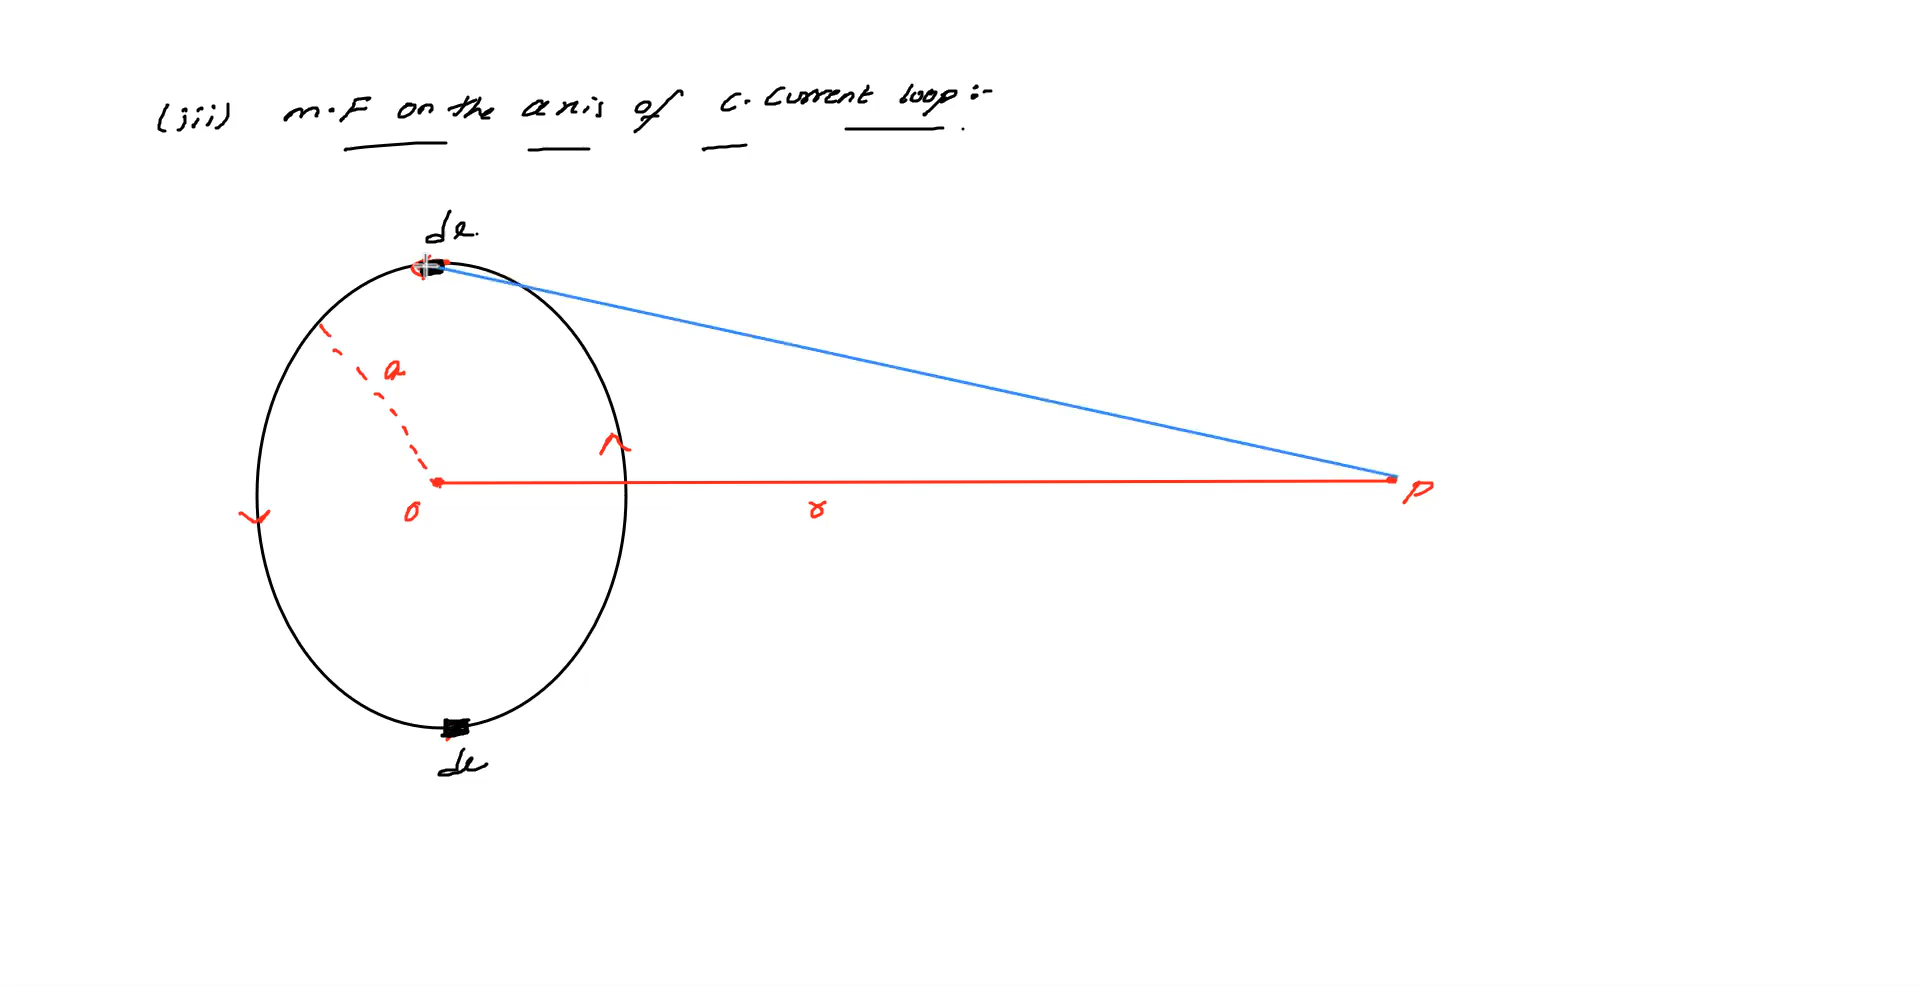 (iii) M.F on the axis of C. Current loop :-
dl
a
O
r
P
dl